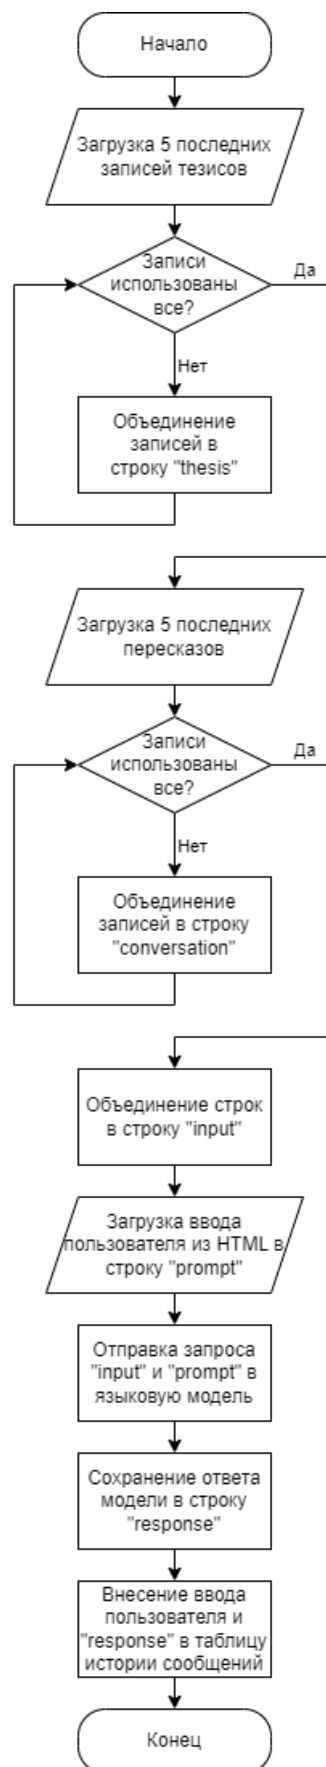 Начало
Загрузка 5 последних
записей тезисов
Записи
использованы
все?
Да
Нет
Объединение
записей в
строку "thesis"
Загрузка 5 последних
пересказов
Записи
использованы
все?
Да
Нет
Объединение
записей в строку
"conversation"
Объединение строк
в строку "input"
Загрузка ввода
пользователя из HTML в
строку "prompt"
Отправка запроса
"input" и "prompt" в
языковую модель
Сохранение ответа
модели в строку
"response"
Внесение ввода
пользователя и
"response" в таблицу
истории сообщений
Конец